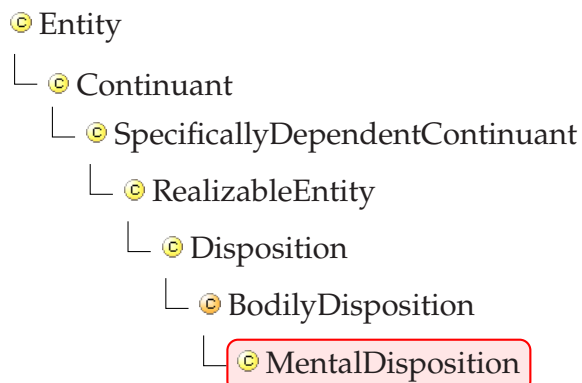 © Entity
© Continuant
© SpecificallyDependentContinuant
© RealizableEntity
© Disposition
© BodilyDisposition
© MentalDisposition